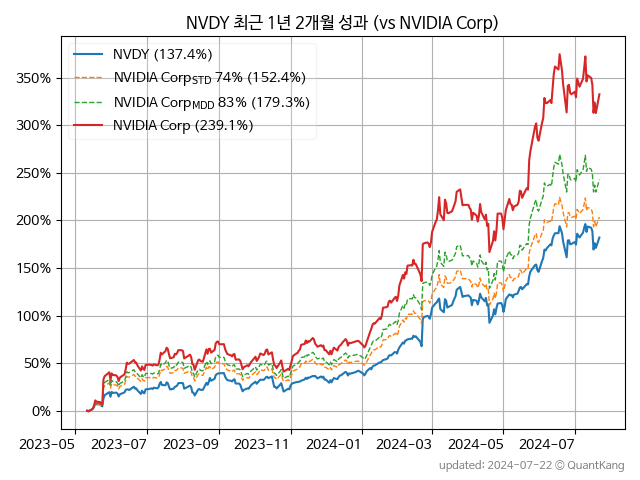 NVDY 최근 1년 2개월 성과 (vs NVIDIA Corp)
NVDY (137.4%)
NVIDIA CorpSTD 74% (152.4%)
NVIDIA CorpMDD 83% (179.3%)
NVIDIA Corp (239.1%)
350%
300%
250%
200%
150%
100%
50%
0%
2023-05 2023-07 2023-09 2023-11 2024-01 2024-03 2024-05 2024-07
updated: 2024-07-22 ⓒ QuantKang